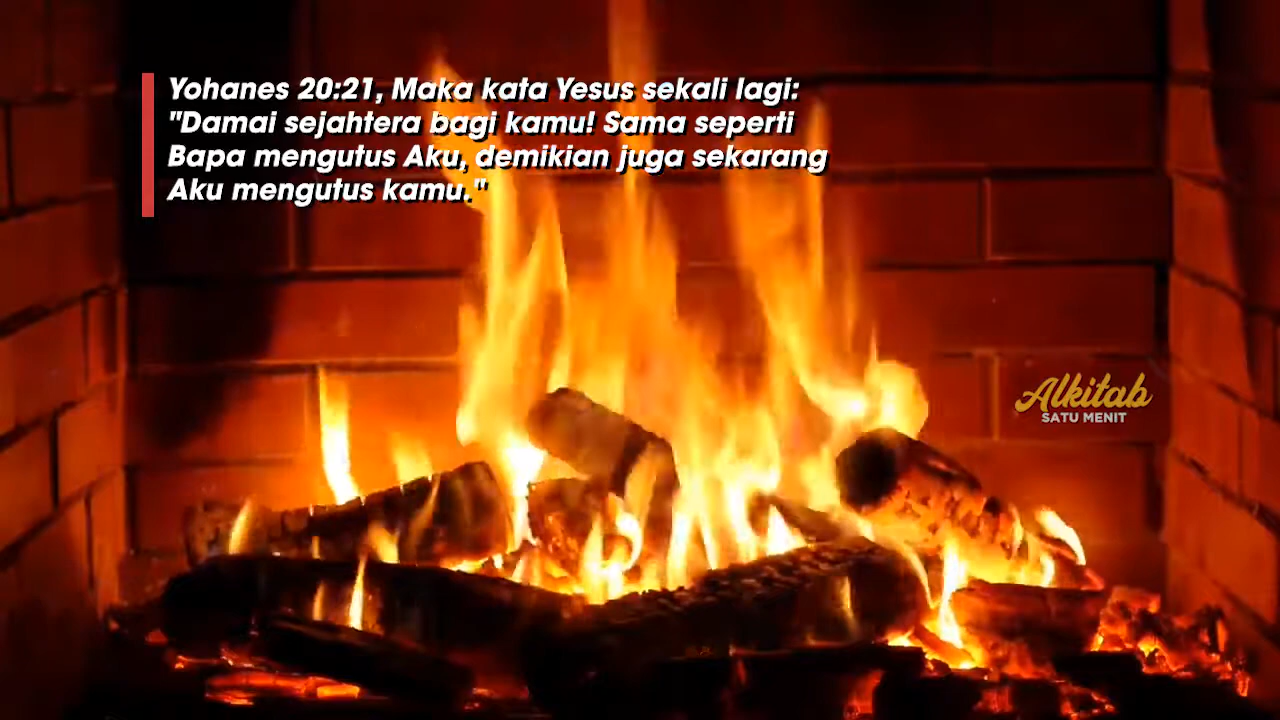 Yohanes 20:21, Maka kata Yesus sekali lagi:
"Damai sejahtera bagi kamu! Sama seperti
Bapa mengutus Aku, demikian juga sekarang
Aku mengutus kamu."
Alkitab
SATU MENIT